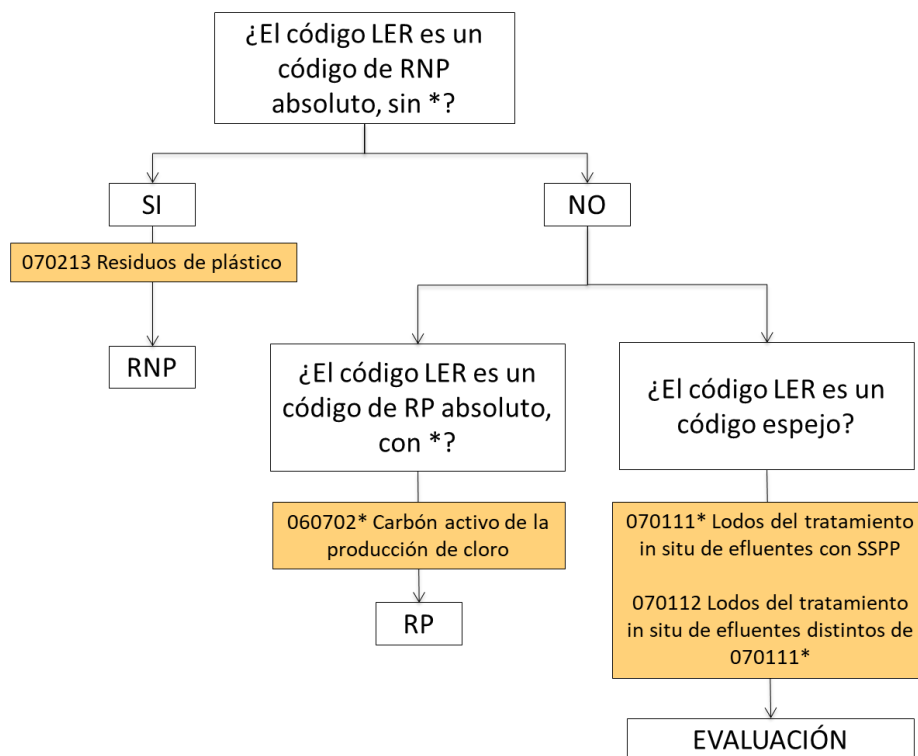 ¿El código LER es un
código de RNP
absoluto, sin *?
SI
NO
070213 Residuos de plástico
RNP
¿El código LER es un
código de RP absoluto,
con *?
¿El código LER es un
código espejo?
060702* Carbón activo de la
producción de cloro
RP
070111* Lodos del tratamiento
in situ de efluentes con SSPP
070112 Lodos del tratamiento
in situ de efluentes distintos de
070111*
EVALUACIÓN